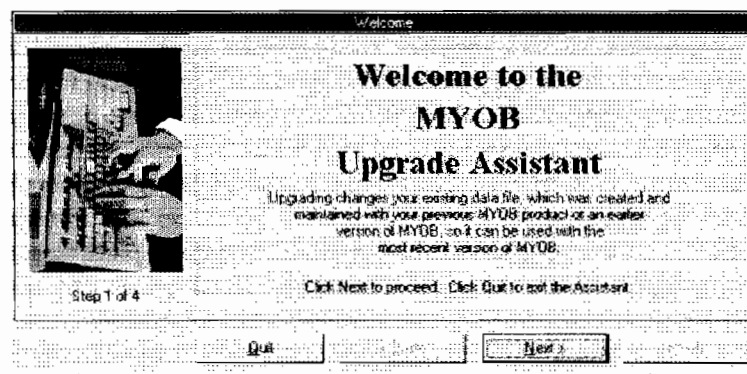 Welcome
Welcome to the
MYOB
Upgrade Assistant
Upgrading changes your existing data file, which was created and
maintained with your previous MYOB product or an earlier
version of MYOB, so it can be used with the
most recent version of MYOB.
Click Next to proceed. Click Quit to exit the Assistant.
Step 1 of 4
Quit
Next >